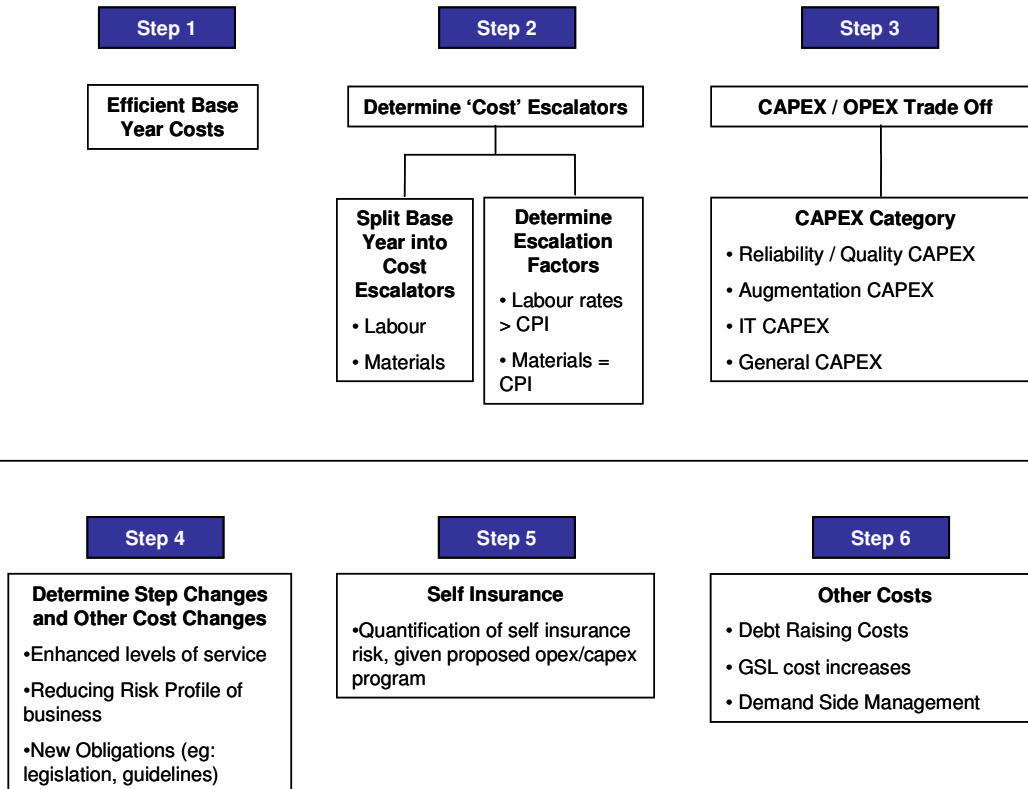 Step 1
Step 2
Step 3
Efficient Base
Year Costs
Determine ‘Cost’ Escalators
CAPEX / OPEX Trade Off
Split Base
Year into
Cost
Escalators
• Labour
• Materials
Determine
Escalation
Factors
• Labour rates
> CPI
• Materials =
CPI
CAPEX Category
• Reliability / Quality CAPEX
• Augmentation CAPEX
• IT CAPEX
• General CAPEX
Step 4
Step 5
Step 6
Determine Step Changes
and Other Cost Changes
•Enhanced levels of service
•Reducing Risk Profile of
business
•New Obligations (eg:
legislation, guidelines)
Self Insurance
•Quantification of self insurance
risk, given proposed opex/capex
program
Other Costs
• Debt Raising Costs
• GSL cost increases
• Demand Side Management